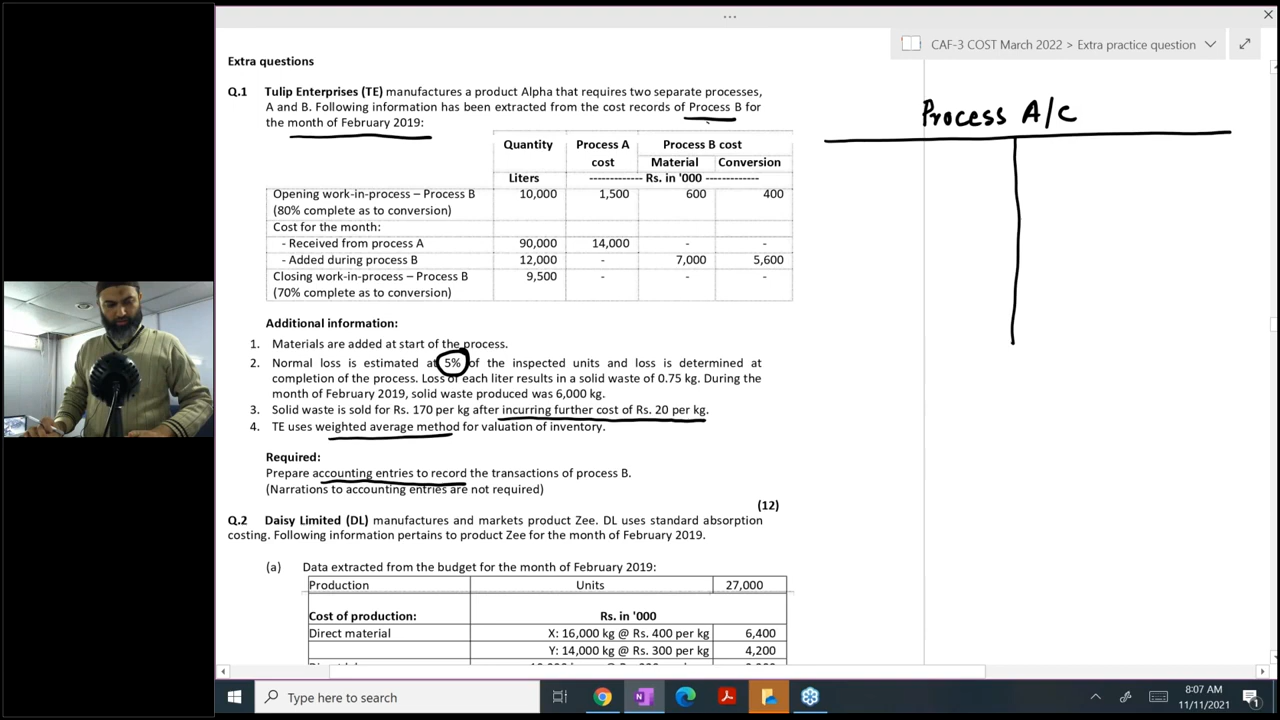 CAF-3 COST March 2022 > Extra practice question
Extra questions
Q.1 Tulip Enterprises (TE) manufactures a product Alpha that requires two separate processes,
A and B. Following information has been extracted from the cost records of Process B for
the month of February 2019:
Process A/C
Quantity Process A cost Process B cost
Material Conversion
Liters ------------- Rs. in '000 ------------
Opening work-in-process – Process B 10,000 1,500 600 400
(80% complete as to conversion)
Cost for the month:
- Received from process A 90,000 14,000 - -
- Added during process B 12,000 - 7,000 5,600
Closing work-in-process – Process B 9,500 - - -
(70% complete as to conversion)
Additional information:
1. Materials are added at start of the process.
2. Normal loss is estimated at 5% of the inspected units and loss is determined at
completion of the process. Loss of each liter results in a solid waste of 0.75 kg. During the
month of February 2019, solid waste produced was 6,000 kg.
3. Solid waste is sold for Rs. 170 per kg after incurring further cost of Rs. 20 per kg.
4. TE uses weighted average method for valuation of inventory.
Required:
Prepare accounting entries to record the transactions of process B.
(Narrations to accounting entries are not required)
(12)
Q.2 Daisy Limited (DL) manufactures and markets product Zee. DL uses standard absorption
costing. Following information pertains to product Zee for the month of February 2019.
(a) Data extracted from the budget for the month of February 2019:
Production Units 27,000
Cost of production: Rs. in '000
Direct material X: 16,000 kg @ Rs. 400 per kg 6,400
Y: 14,000 kg @ Rs. 300 per kg 4,200
Type here to search
8:07 AM
11/11/2021
1